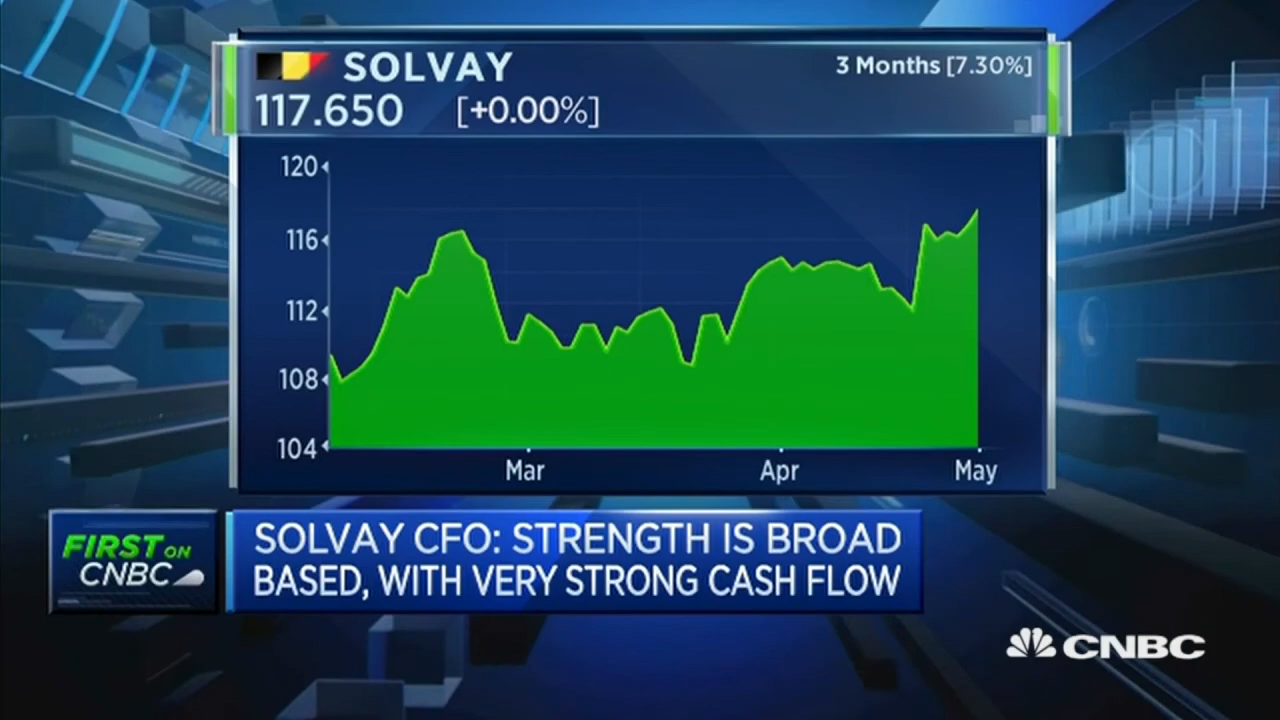 SOLVAY
3 Months [7.30%]
117.650 [+0.00%]
120
116
112
108
104
Mar Apr May
FIRST ON
CNBC
SOLVAY CFO: STRENGTH IS BROAD
BASED, WITH VERY STRONG CASH FLOW
CNBC